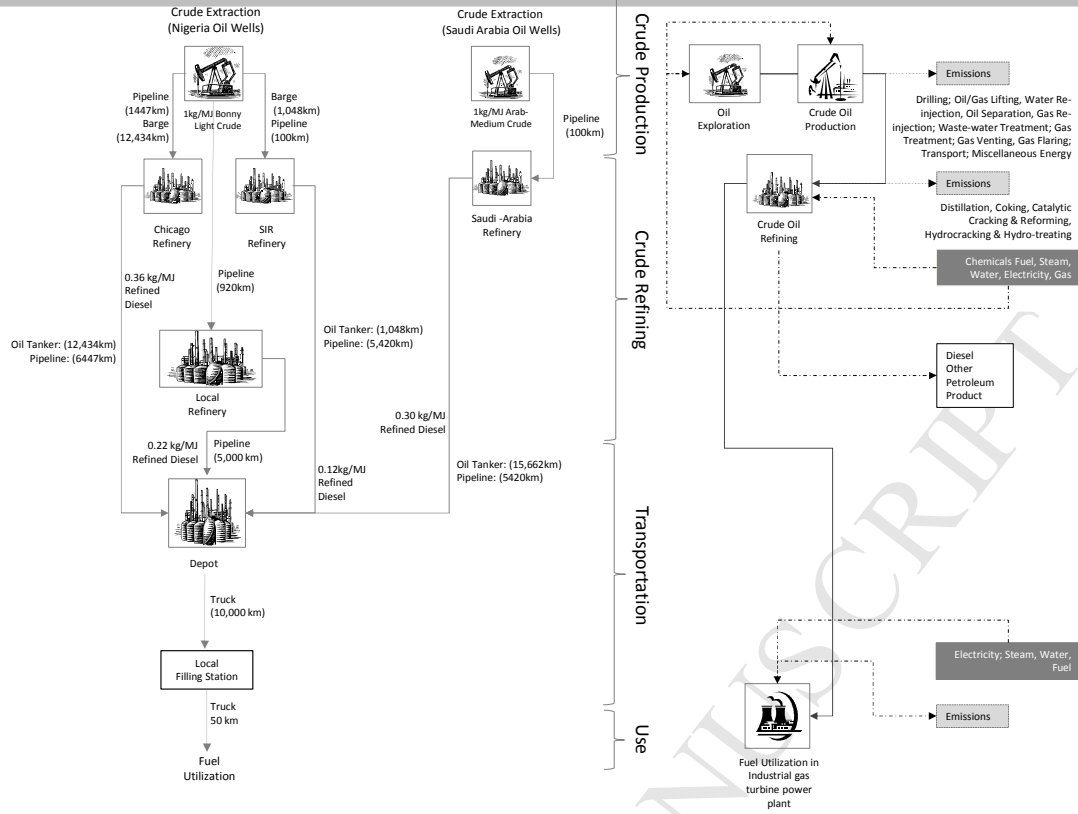 Crude Extraction
(Nigeria Oil Wells)
Crude Extraction
(Saudi Arabia Oil Wells)
Pipeline
(1447km)
Barge
(12,434km)
1kg/MJ Bonny
Light Crude
Barge
(1,048km)
Pipeline
(100km)
1kg/MJ Arab-
Medium Crude
Pipeline
(100km)
Chicago
Refinery
SIR
Refinery
Saudi -Arabia
Refinery
0.36 kg/MJ
Refined
Diesel
Pipeline
(920km)
Oil Tanker: (12,434km)
Pipeline: (6447km)
Oil Tanker: (1,048km)
Pipeline: (5,420km)
Local
Refinery
0.30 kg/MJ
Refined Diesel
0.22 kg/MJ
Refined Diesel
Pipeline
(5,000 km)
0.12kg/MJ
Refined
Diesel
Oil Tanker: (15,662km)
Pipeline: (5420km)
Depot
Truck
(10,000 km)
Local
Filling Station
Truck
50 km
Fuel
Utilization
Crude Production
Crude Refining
Transportation
Use
Oil
Exploration
Crude Oil
Production
Emissions
Drilling; Oil/Gas Lifting, Water Re-
injection, Oil Separation, Gas Re-
injection; Waste-water Treatment; Gas
Treatment; Gas Venting, Gas Flaring;
Transport; Miscellaneous Energy
Crude Oil
Refining
Emissions
Distillation, Coking, Catalytic
Cracking & Reforming,
Hydrocracking & Hydro-treating
Chemicals Fuel, Steam,
Water, Electricity, Gas
Diesel
Other
Petroleum
Product
Electricity; Steam, Water,
Fuel
Emissions
Fuel Utilization in
Industrial gas
turbine power
plant
NUSCRIPT